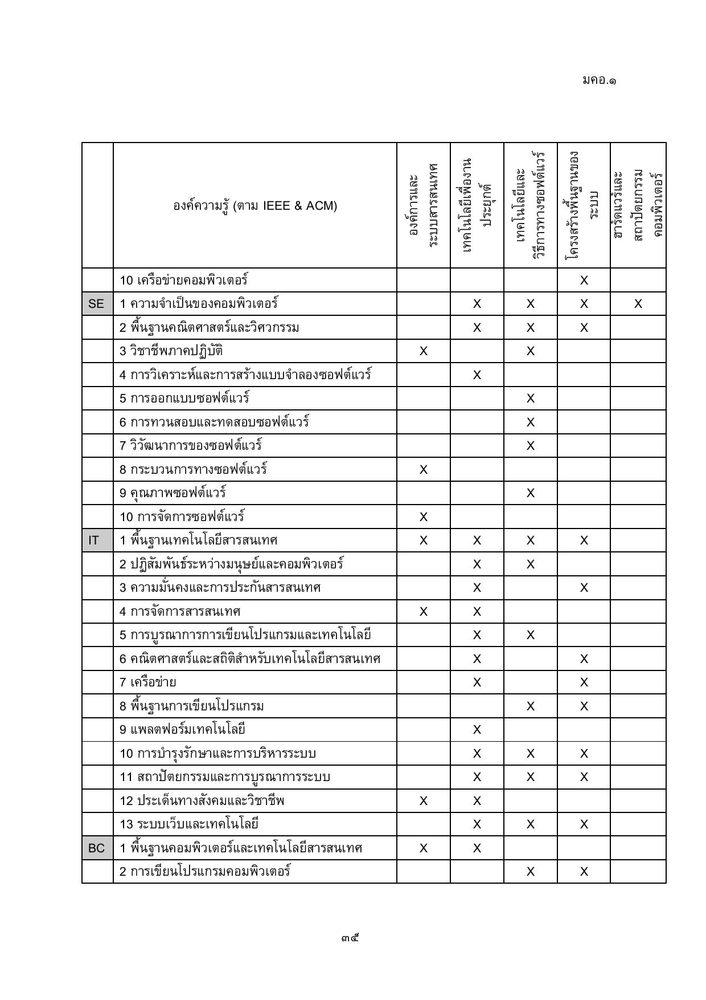 มคอ.๑
องค์ความรู้ (ตาม IEEE & ACM)
องค์การและ
ระบบสารสนเทศ
เทคโนโลยีเพื่องาน
ประยุกต์
เทคโนโลยีและ
วิธีการทางซอฟต์แวร์
โครงสร้างพื้นฐานของ
ระบบ
ฮาร์ดแวร์และ
สถาปัตยกรรม
คอมพิวเตอร์
10 เครือข่ายคอมพิวเตอร์ X
SE 1 ความจำเป็นของคอมพิวเตอร์ X X X X
2 พื้นฐานคณิตศาสตร์และวิศวกรรม X X X
3 วิชาชีพภาคปฏิบัติ X X
4 การวิเคราะห์และการสร้างแบบจำลองซอฟต์แวร์ X
5 การออกแบบซอฟต์แวร์ X
6 การทวนสอบและทดสอบซอฟต์แวร์ X
7 วิวัฒนาการของซอฟต์แวร์ X
8 กระบวนการทางซอฟต์แวร์ X
9 คุณภาพซอฟต์แวร์ X
10 การจัดการซอฟต์แวร์ X
IT 1 พื้นฐานเทคโนโลยีสารสนเทศ X X X X
2 ปฏิสัมพันธ์ระหว่างมนุษย์และคอมพิวเตอร์ X X
3 ความมั่นคงและการประกันสารสนเทศ X X
4 การจัดการสารสนเทศ X X
5 การบูรณาการการเขียนโปรแกรมและเทคโนโลยี X X
6 คณิตศาสตร์และสถิติสำหรับเทคโนโลยีสารสนเทศ X X
7 เครือข่าย X X
8 พื้นฐานการเขียนโปรแกรม X X
9 แพลตฟอร์มเทคโนโลยี X
10 การบำรุงรักษาและการบริหารระบบ X X X
11 สถาปัตยกรรมและการบูรณาการระบบ X X X
12 ประเด็นทางสังคมและวิชาชีพ X X
13 ระบบเว็บและเทคโนโลยี X X X
BC 1 พื้นฐานคอมพิวเตอร์และเทคโนโลยีสารสนเทศ X X
2 การเขียนโปรแกรมคอมพิวเตอร์ X X
๓๕